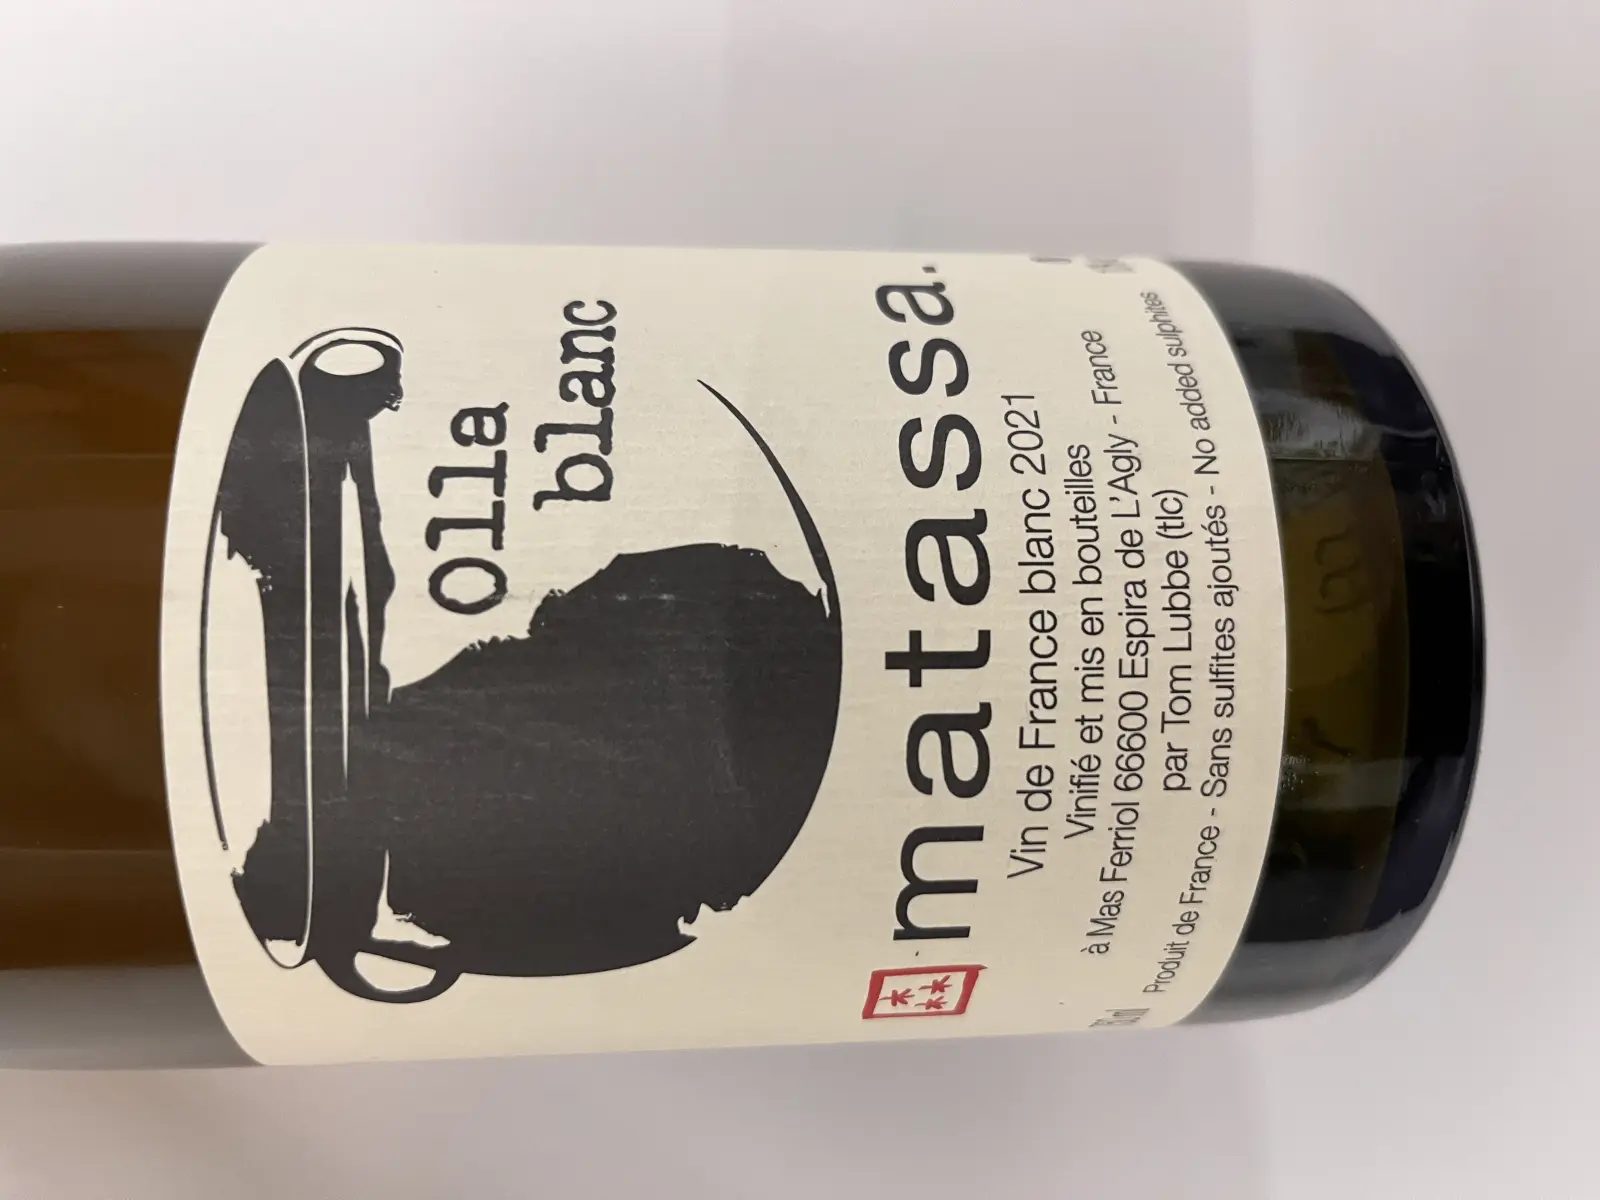 olla
blanc
matassa.
Vin de France blanc 2021
Vinifié et mis en bouteilles
à Mas Ferriol 66600 Espira de L'Agly - France
par Tom Lubbe (tlc)
Produit de France - Sans sulfites ajoutés - No added sulphites